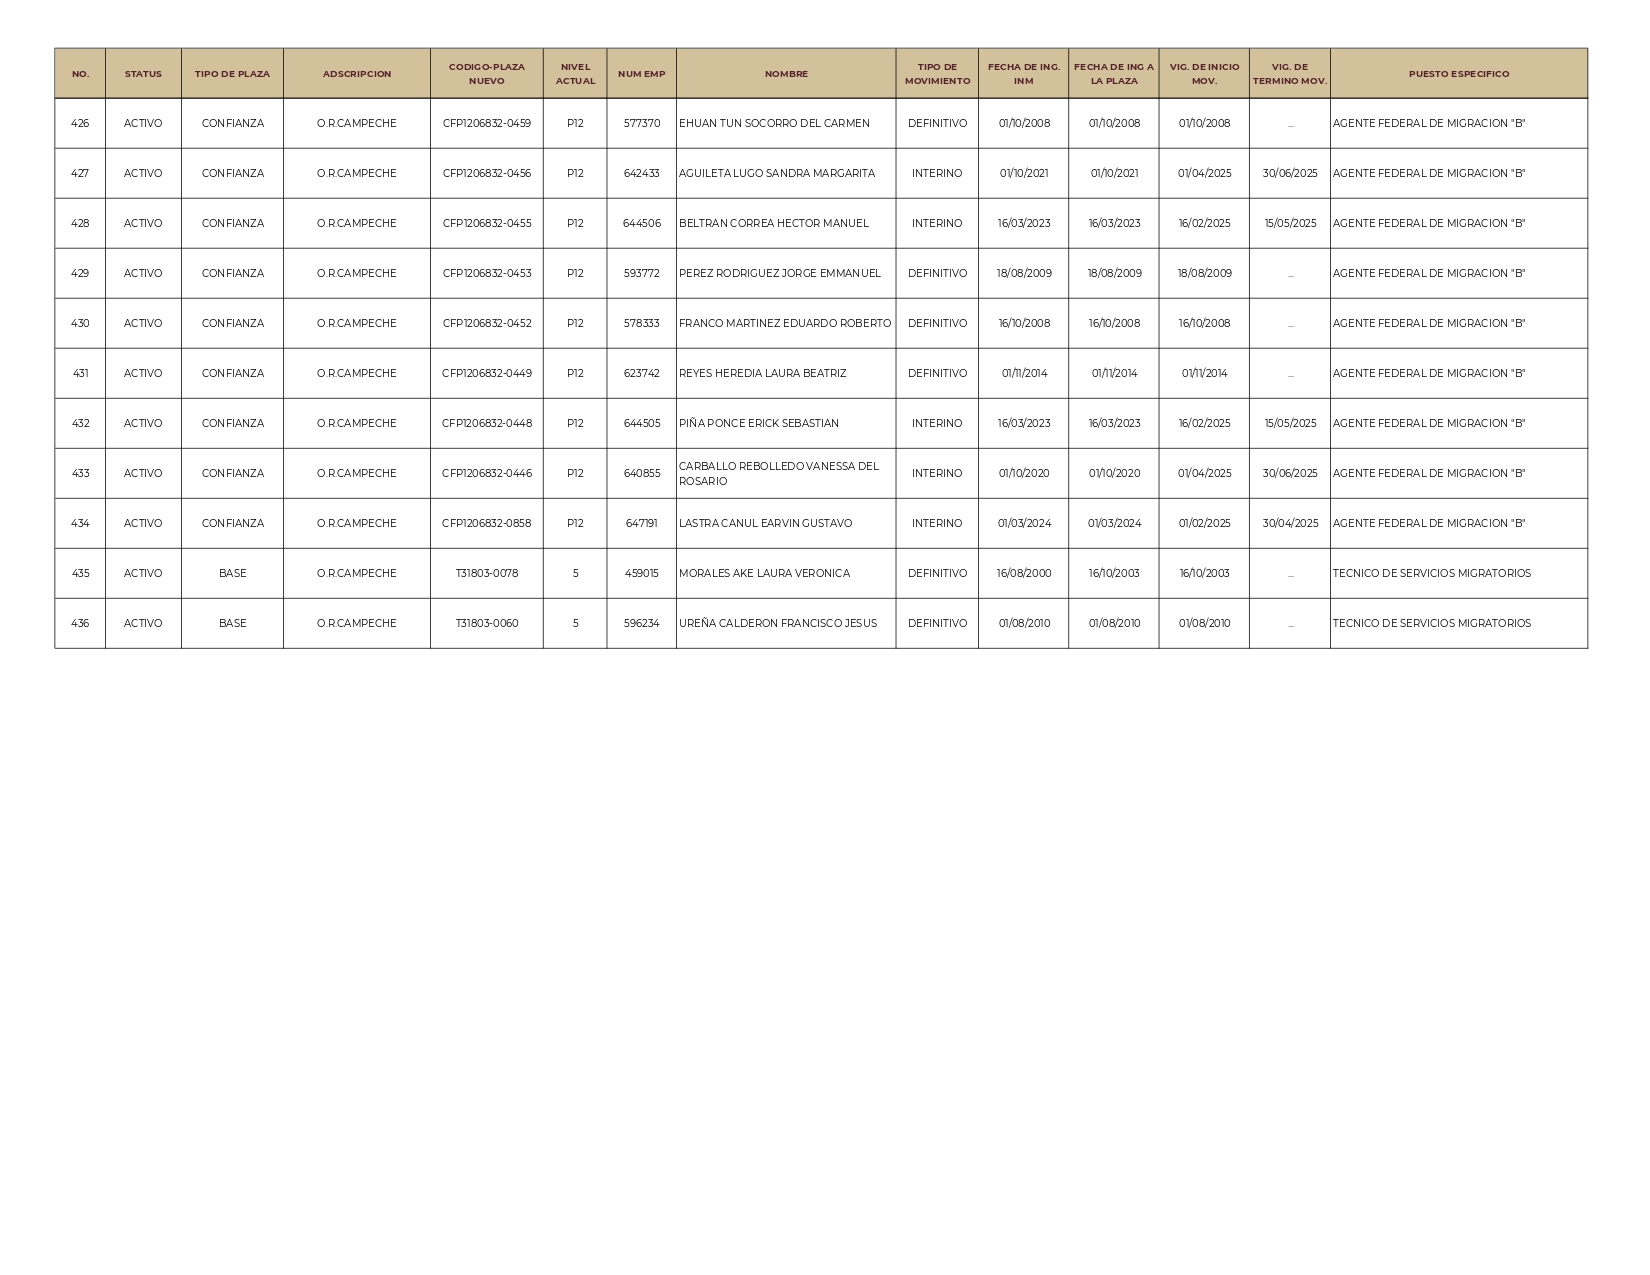 NO. STATUS TIPO DE PLAZA ADSCRIPCION CODIGO-PLAZA NUEVO NIVEL ACTUAL NUM EMP NOMBRE TIPO DE MOVIMIENTO FECHA DE ING. INM FECHA DE ING A LA PLAZA VIG. DE INICIO MOV. VIG. DE TERMINO MOV. PUESTO ESPECIFICO
426 ACTIVO CONFIANZA O.R.CAMPECHE CFP1206832-0459 P12 577370 EHUAN TUN SOCORRO DEL CARMEN DEFINITIVO 01/10/2008 01/10/2008 01/10/2008 ... AGENTE FEDERAL DE MIGRACION "B"
427 ACTIVO CONFIANZA O.R.CAMPECHE CFP1206832-0456 P12 642433 AGUILETA LUGO SANDRA MARGARITA INTERINO 01/10/2021 01/10/2021 01/04/2025 30/06/2025 AGENTE FEDERAL DE MIGRACION "B"
428 ACTIVO CONFIANZA O.R.CAMPECHE CFP1206832-0455 P12 644506 BELTRAN CORREA HECTOR MANUEL INTERINO 16/03/2023 16/03/2023 16/02/2025 15/05/2025 AGENTE FEDERAL DE MIGRACION "B"
429 ACTIVO CONFIANZA O.R.CAMPECHE CFP1206832-0453 P12 593772 PEREZ RODRIGUEZ JORGE EMMANUEL DEFINITIVO 18/08/2009 18/08/2009 18/08/2009 ... AGENTE FEDERAL DE MIGRACION "B"
430 ACTIVO CONFIANZA O.R.CAMPECHE CFP1206832-0452 P12 578333 FRANCO MARTINEZ EDUARDO ROBERTO DEFINITIVO 16/10/2008 16/10/2008 16/10/2008 ... AGENTE FEDERAL DE MIGRACION "B"
431 ACTIVO CONFIANZA O.R.CAMPECHE CFP1206832-0449 P12 623742 REYES HEREDIA LAURA BEATRIZ DEFINITIVO 01/11/2014 01/11/2014 01/11/2014 ... AGENTE FEDERAL DE MIGRACION "B"
432 ACTIVO CONFIANZA O.R.CAMPECHE CFP1206832-0448 P12 644505 PIÑA PONCE ERICK SEBASTIAN INTERINO 16/03/2023 16/03/2023 16/02/2025 15/05/2025 AGENTE FEDERAL DE MIGRACION "B"
433 ACTIVO CONFIANZA O.R.CAMPECHE CFP1206832-0446 P12 640855 CARBALLO REBOLLEDO VANESSA DEL ROSARIO INTERINO 01/10/2020 01/10/2020 01/04/2025 30/06/2025 AGENTE FEDERAL DE MIGRACION "B"
434 ACTIVO CONFIANZA O.R.CAMPECHE CFP1206832-0858 P12 647191 LASTRA CANUL EARVIN GUSTAVO INTERINO 01/03/2024 01/03/2024 01/02/2025 30/04/2025 AGENTE FEDERAL DE MIGRACION "B"
435 ACTIVO BASE O.R.CAMPECHE T31803-0078 5 459015 MORALES AKE LAURA VERONICA DEFINITIVO 16/08/2000 16/10/2003 16/10/2003 ... TECNICO DE SERVICIOS MIGRATORIOS
436 ACTIVO BASE O.R.CAMPECHE T31803-0060 5 596234 UREÑA CALDERON FRANCISCO JESUS DEFINITIVO 01/08/2010 01/08/2010 01/08/2010 ... TECNICO DE SERVICIOS MIGRATORIOS